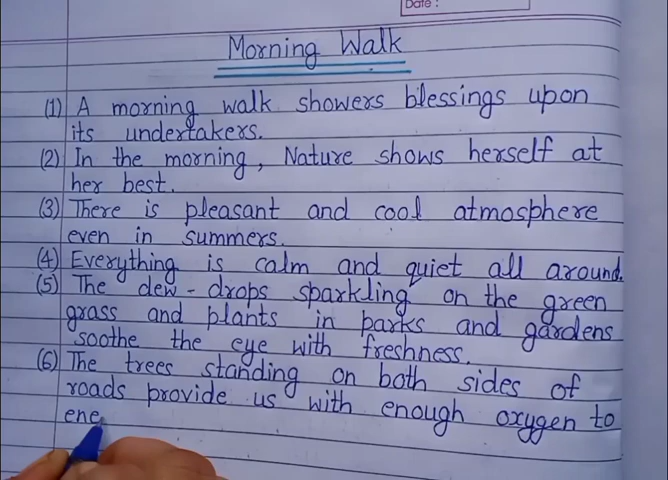 Date :
Morning Walk
(1) A morning walk showers blessings upon
its undertakers.
(2) In the morning, Nature shows herself at
her best.
(3) There is pleasant and cool atmosphere
even in summers.
(4) Everything is calm and quiet all around.
(5) The dew-drops sparkling on the green
grass and plants in parks and gardens
soothe the eye with freshness.
(6) The trees standing on both sides of
roads provide us with enough oxygen to
ene